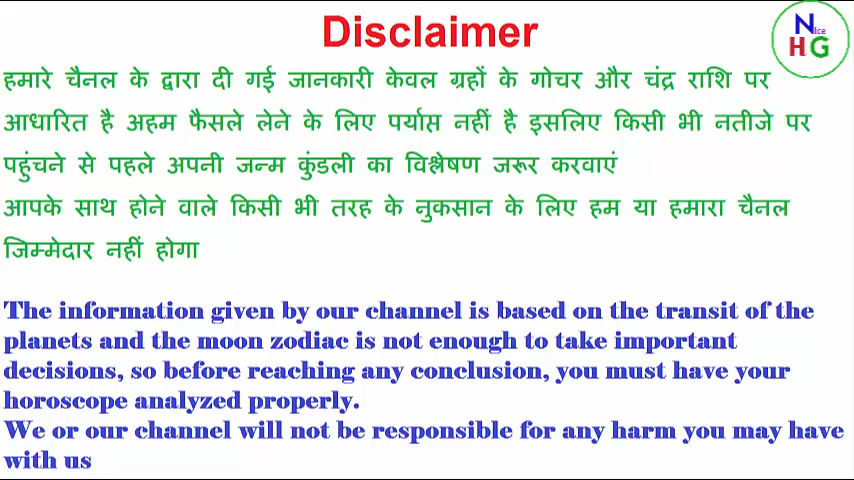 Disclaimer
Nice
HG
हमारे चैनल के द्वारा दी गई जानकारी केवल ग्रहों के गोचर और चंद्र राशि पर
आधारित है अहम फैसले लेने के लिए पर्याप्त नहीं है इसलिए किसी भी नतीजे पर
पहुंचने से पहले अपनी जन्म कुंडली का विश्लेषण जरूर करवाएं
आपके साथ होने वाले किसी भी तरह के नुकसान के लिए हम या हमारा चैनल
जिम्मेदार नहीं होगा
The information given by our channel is based on the transit of the
planets and the moon zodiac is not enough to take important
decisions, so before reaching any conclusion, you must have your
horoscope analyzed properly.
We or our channel will not be responsible for any harm you may have
with us